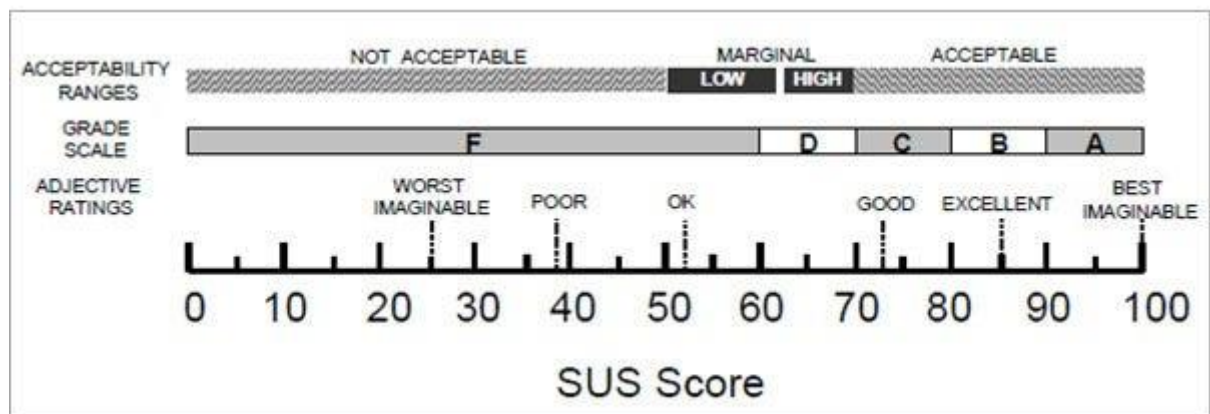 NOT ACCEPTABLE MARGINAL ACCEPTABLE
ACCEPTABILITY RANGES
LOW HIGH
GRADE SCALE
F D C B A
ADJECTIVE RATINGS
WORST IMAGINABLE
POOR
OK
GOOD
EXCELLENT
BEST IMAGINABLE
0 10 20 30 40 50 60 70 80 90 100
SUS Score